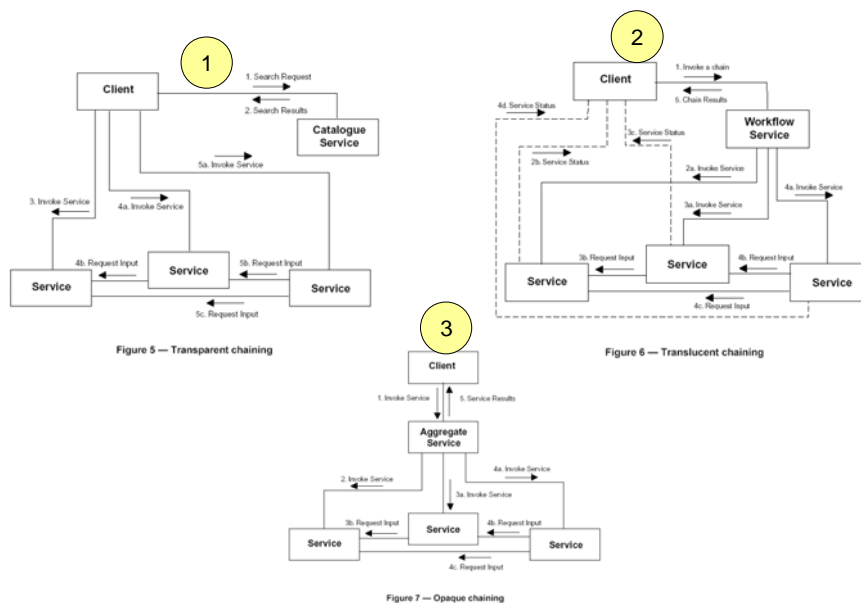 1
1. Search Request
Client
2. Search Results
Catalogue
Service
5a. Invoke Service
3. Invoke Service
4a. Invoke Service
4b. Request Input
Service
5b. Request Input
Service
Service
5c. Request Input
Figure 5 — Transparent chaining
2
1. Invoke a chain
Client
5. Chain Results
4d. Service Status
Workflow
Service
3c. Service Status
2b. Service Status
2a. Invoke Service
4a. Invoke Service
3a. Invoke Service
3b. Request Input
Service
4b. Request Input
Service
Service
4c. Request Input
Figure 6 — Translucent chaining
3
Client
1. Invoke Service
5. Service Results
Aggregate
Service
4a. Invoke Service
2. Invoke Service
3a. Invoke Service
3b. Request Input
Service
4b. Request Input
Service
Service
4c. Request Input
Figure 7 — Opaque chaining